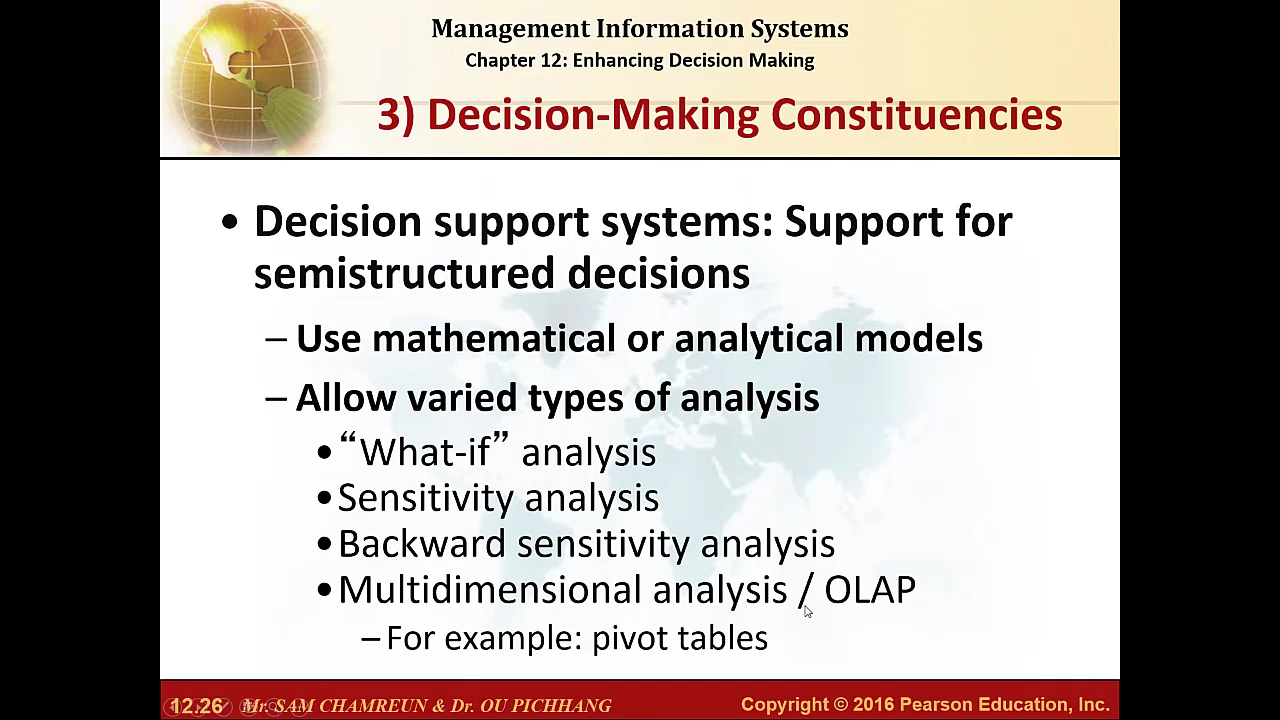 Management Information Systems
Chapter 12: Enhancing Decision Making
3) Decision-Making Constituencies
• Decision support systems: Support for
semistructured decisions
– Use mathematical or analytical models
– Allow varied types of analysis
• “What-if” analysis
• Sensitivity analysis
• Backward sensitivity analysis
• Multidimensional analysis / OLAP
– For example: pivot tables
12.26 Mr. SAM CHAMREUN & Dr. OU PICHHANG Copyright © 2016 Pearson Education, Inc.